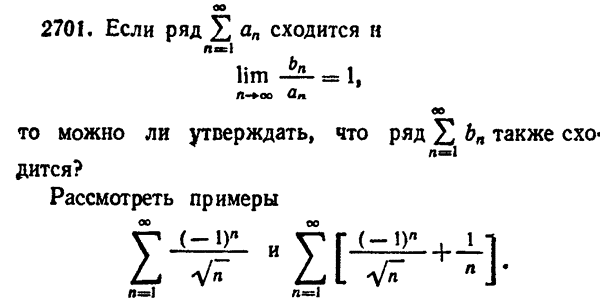 2701. Если ряд $\sum_{n=1}^{\infty} a_n$ сходится и
$\lim_{n\to\infty} \frac{b_n}{a_n} = 1,$
то можно ли утверждать, что ряд $\sum_{n=1}^{\infty} b_n$ также схо-
дится?
Рассмотреть примеры
$\sum_{n=1}^{\infty} \frac{(-1)^n}{\sqrt{n}}$ и $\sum_{n=1}^{\infty} \left[ \frac{(-1)^n}{\sqrt{n}} + \frac{1}{n} \right].$